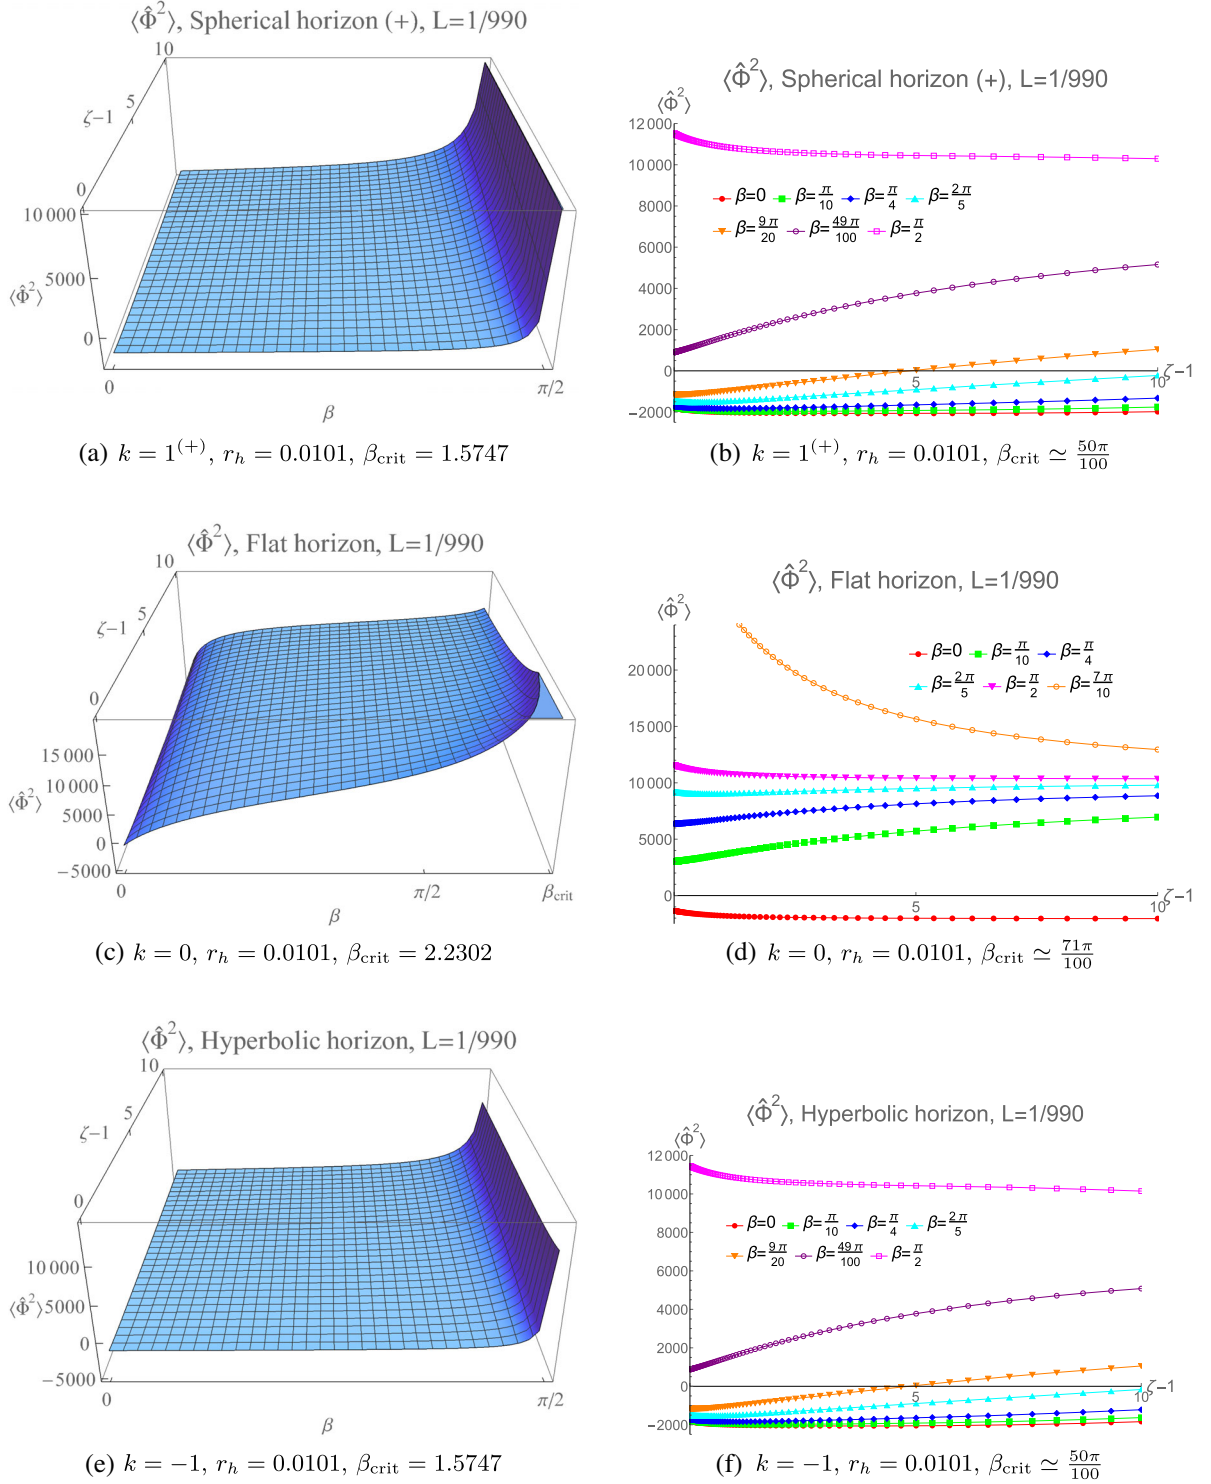 ⟨Φ̂²⟩, Spherical horizon (+), L=1/990
10
5
ζ−1
0
10 000
5000
⟨Φ̂²⟩
0
0
π/2
β
(a) k = 1⁽⁺⁾, r_h = 0.0101, β_crit = 1.5747
⟨Φ̂²⟩, Spherical horizon (+), L=1/990
⟨Φ̂²⟩
12 000
10 000
8000
6000
4000
2000
0
−2000
β=0 β=π/10 β=π/4 β=2π/5
β=9π/20 β=49π/100 β=π/2
5
10
ζ−1
(b) k = 1⁽⁺⁾, r_h = 0.0101, β_crit ≃ 50π/100
⟨Φ̂²⟩, Flat horizon, L=1/990
10
5
ζ−1
0
15 000
10 000
5000
⟨Φ̂²⟩
0
−5000
0
π/2
β_crit
β
(c) k = 0, r_h = 0.0101, β_crit = 2.2302
⟨Φ̂²⟩, Flat horizon, L=1/990
⟨Φ̂²⟩
20 000
15 000
10 000
5000
0
β=0 β=π/10 β=π/4
β=2π/5 β=π/2 β=7π/10
5
10
ζ−1
(d) k = 0, r_h = 0.0101, β_crit ≃ 71π/100
⟨Φ̂²⟩, Hyperbolic horizon, L=1/990
10
5
ζ−1
0
10 000
5000
⟨Φ̂²⟩
0
−5000
0
π/2
β
(e) k = −1, r_h = 0.0101, β_crit = 1.5747
⟨Φ̂²⟩, Hyperbolic horizon, L=1/990
⟨Φ̂²⟩
12 000
10 000
8000
6000
4000
2000
0
−2000
β=0 β=π/10 β=π/4 β=2π/5
β=9π/20 β=49π/100 β=π/2
5
10
ζ−1
(f) k = −1, r_h = 0.0101, β_crit ≃ 50π/100